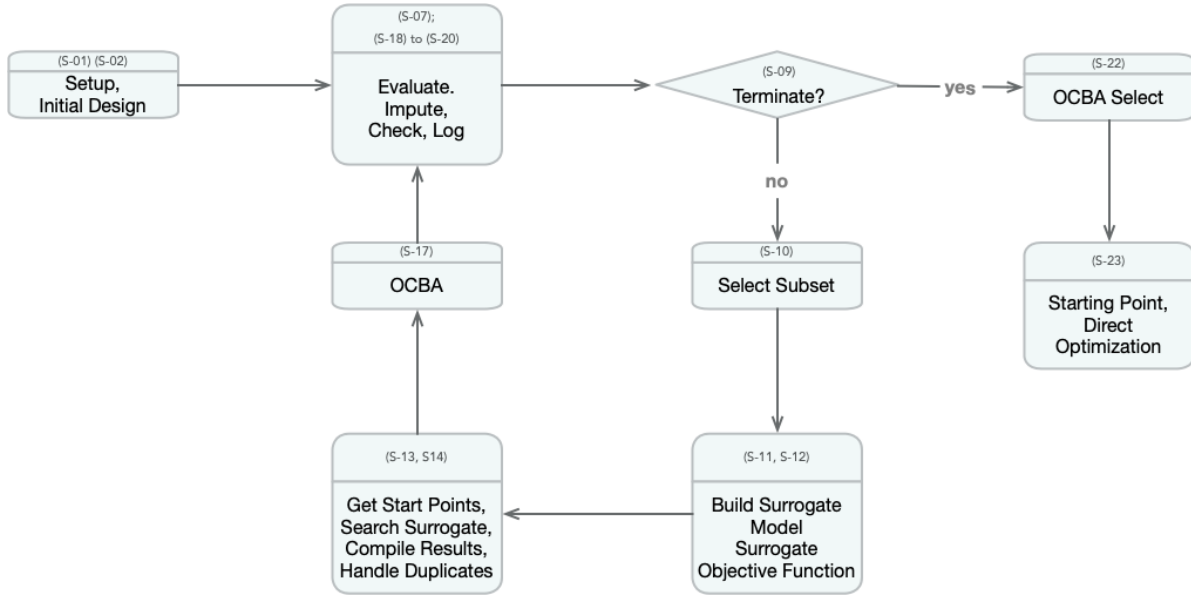 (S-01) (S-02)
Setup,
Initial Design
(S-07);
(S-18) to (S-20)
Evaluate.
Impute,
Check, Log
(S-09)
Terminate?
yes
(S-22)
OCBA Select
no
(S-17)
OCBA
(S-10)
Select Subset
(S-23)
Starting Point,
Direct
Optimization
(S-13, S14)
Get Start Points,
Search Surrogate,
Compile Results,
Handle Duplicates
(S-11, S-12)
Build Surrogate
Model
Surrogate
Objective Function